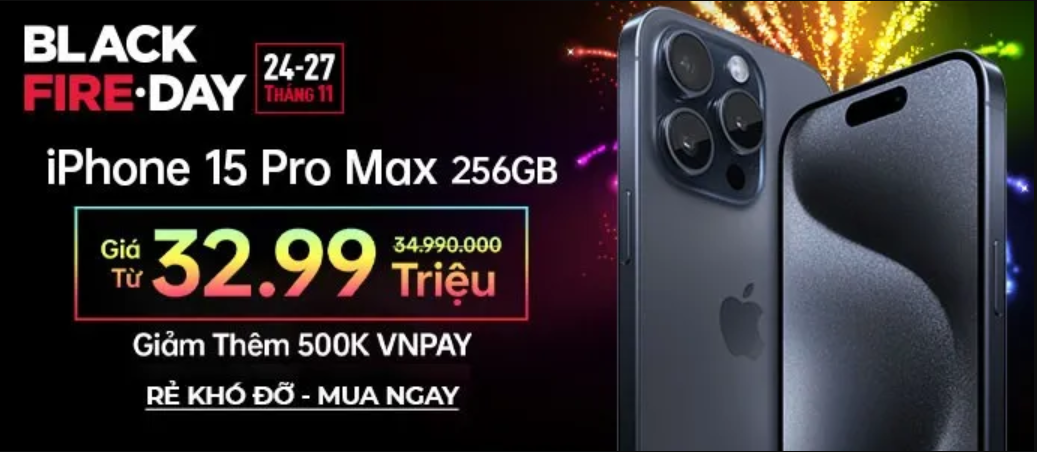 BLACK
FIRE•DAY
24-27
THÁNG 11
iPhone 15 Pro Max 256GB
Giá
Từ
32.99
34.990.000
Triệu
Giảm Thêm 500K VNPAY
RẺ KHÓ ĐỠ - MUA NGAY